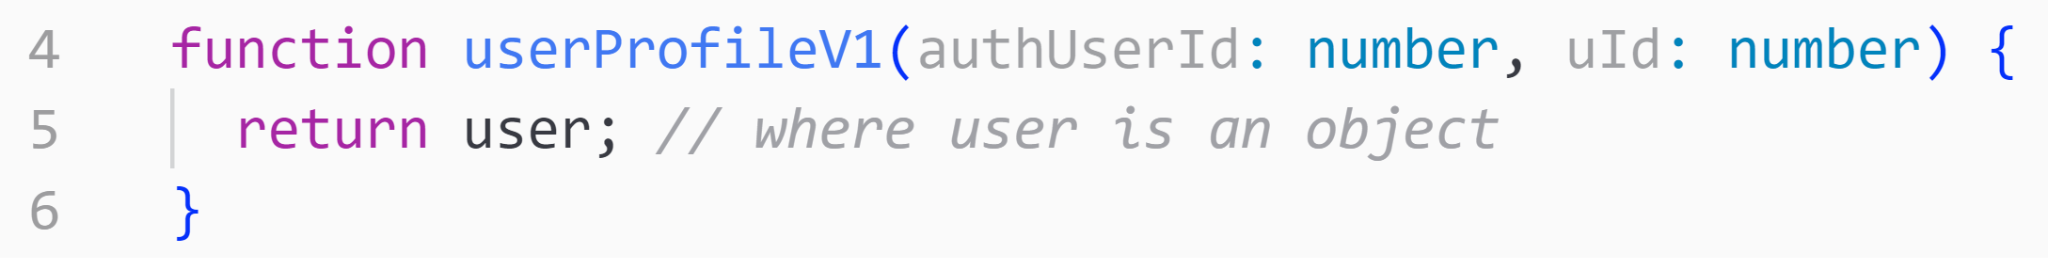 4 function userProfileV1(authUserId: number, uId: number) {
5 return user; // where user is an object
6 }